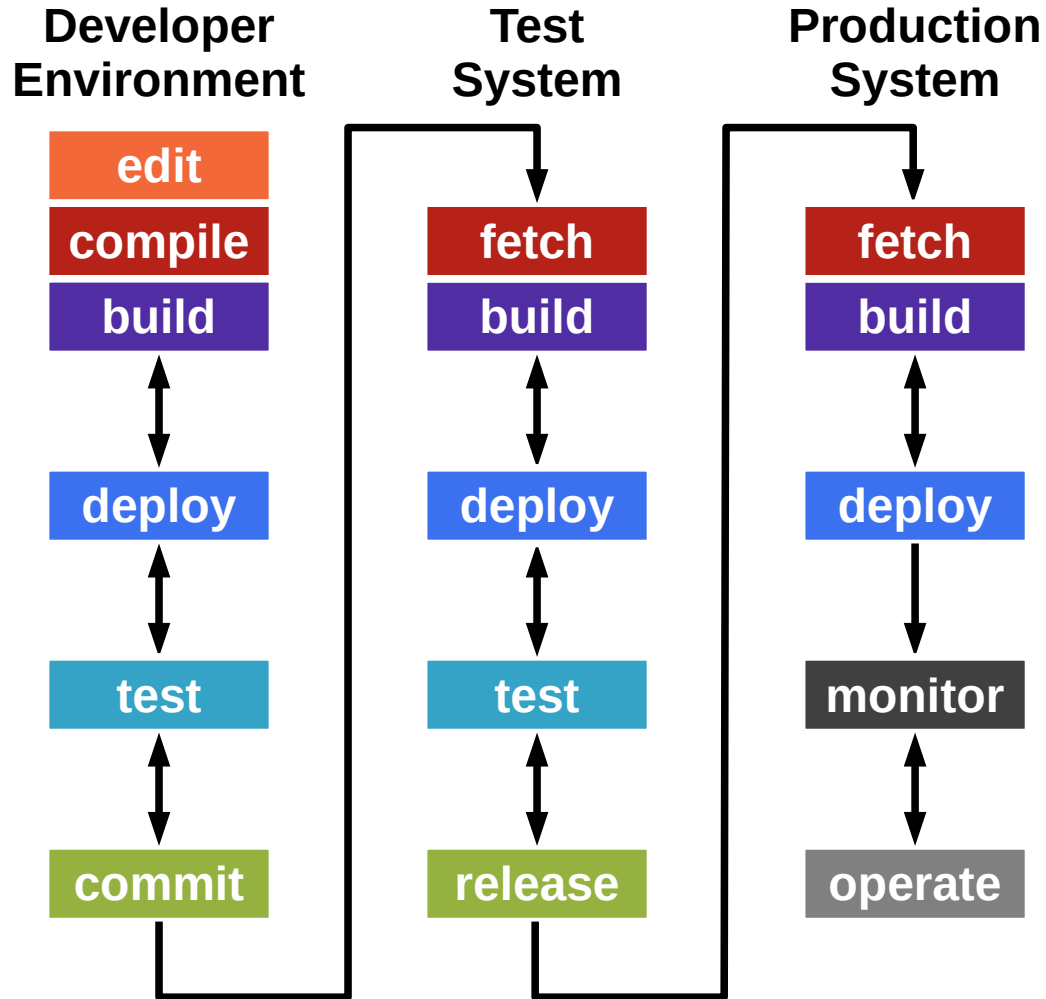 Developer
Environment
edit
compile
build
deploy
test
commit
Test
System
fetch
build
deploy
test
release
Production
System
fetch
build
deploy
monitor
operate